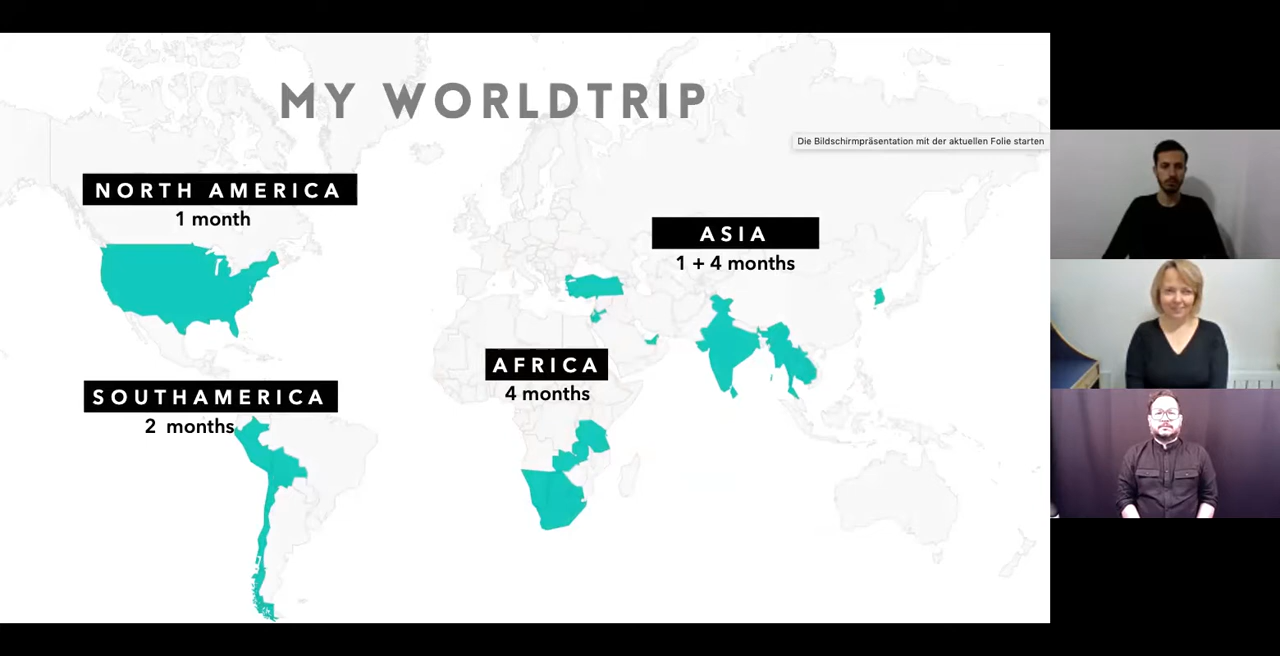 MY WORLDTRIP
Die Bildschirmpräsentation mit der aktuellen Folie starten
NORTH AMERICA
1 month
ASIA
1 + 4 months
AFRICA
4 months
SOUTHAMERICA
2 months